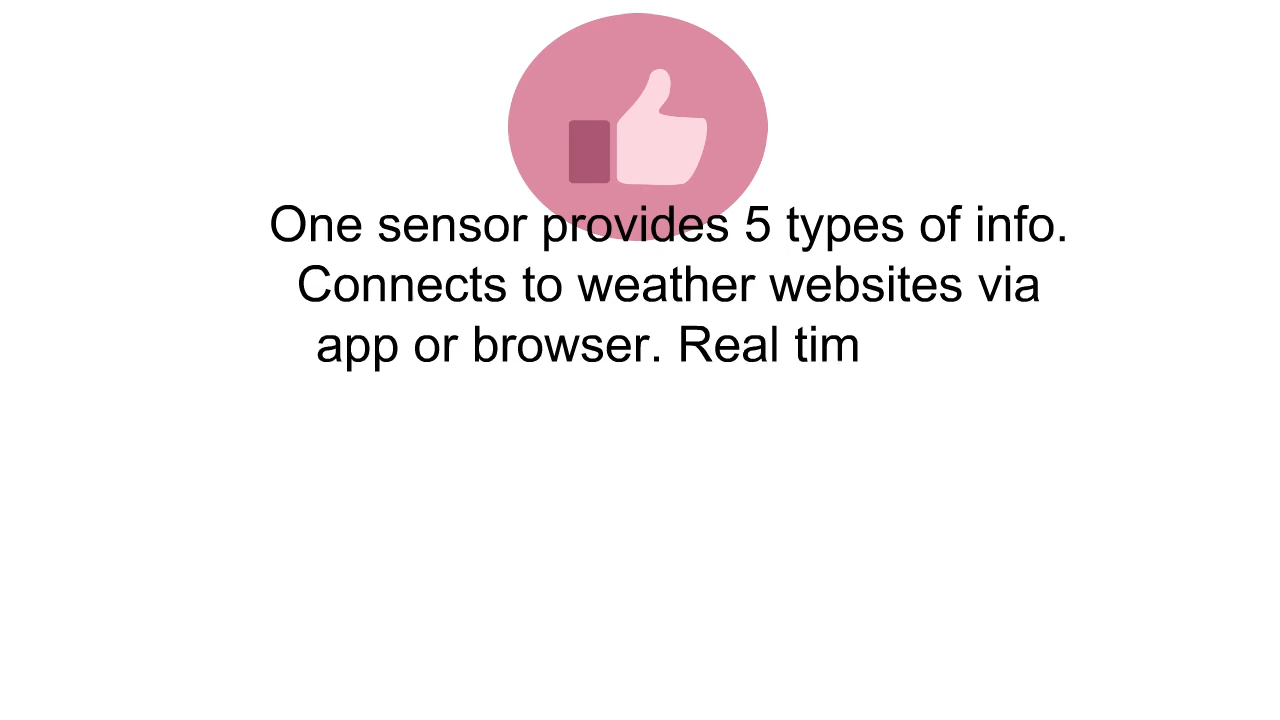 One sensor provides 5 types of info.
Connects to weather websites via
app or browser. Real tim